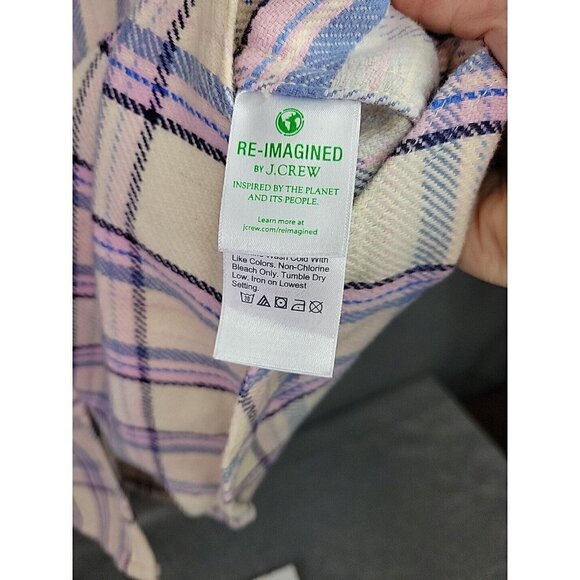 RE-IMAGINED
BY J.CREW
INSPIRED BY THE PLANET
AND ITS PEOPLE.
Learn more at
jcrew.com/reimagined
Wash Cold With
Like Colors. Non-Chlorine
Bleach Only. Tumble Dry
Low. Iron on Lowest
Setting.